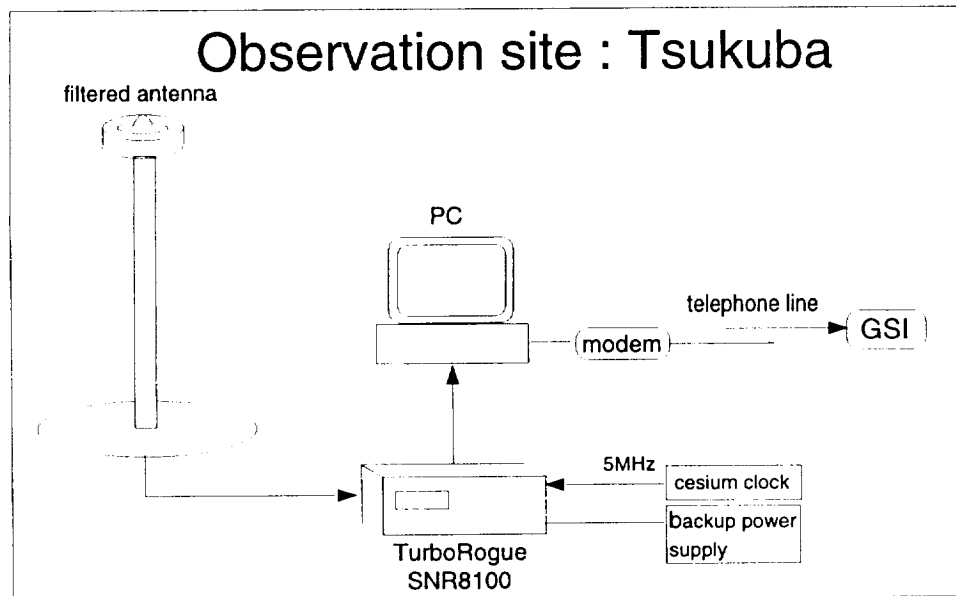 Observation site : Tsukuba
filtered antenna
PC
telephone line
GSI
modem
5MHz
cesium clock
backup power
supply
TurboRogue
SNR8100